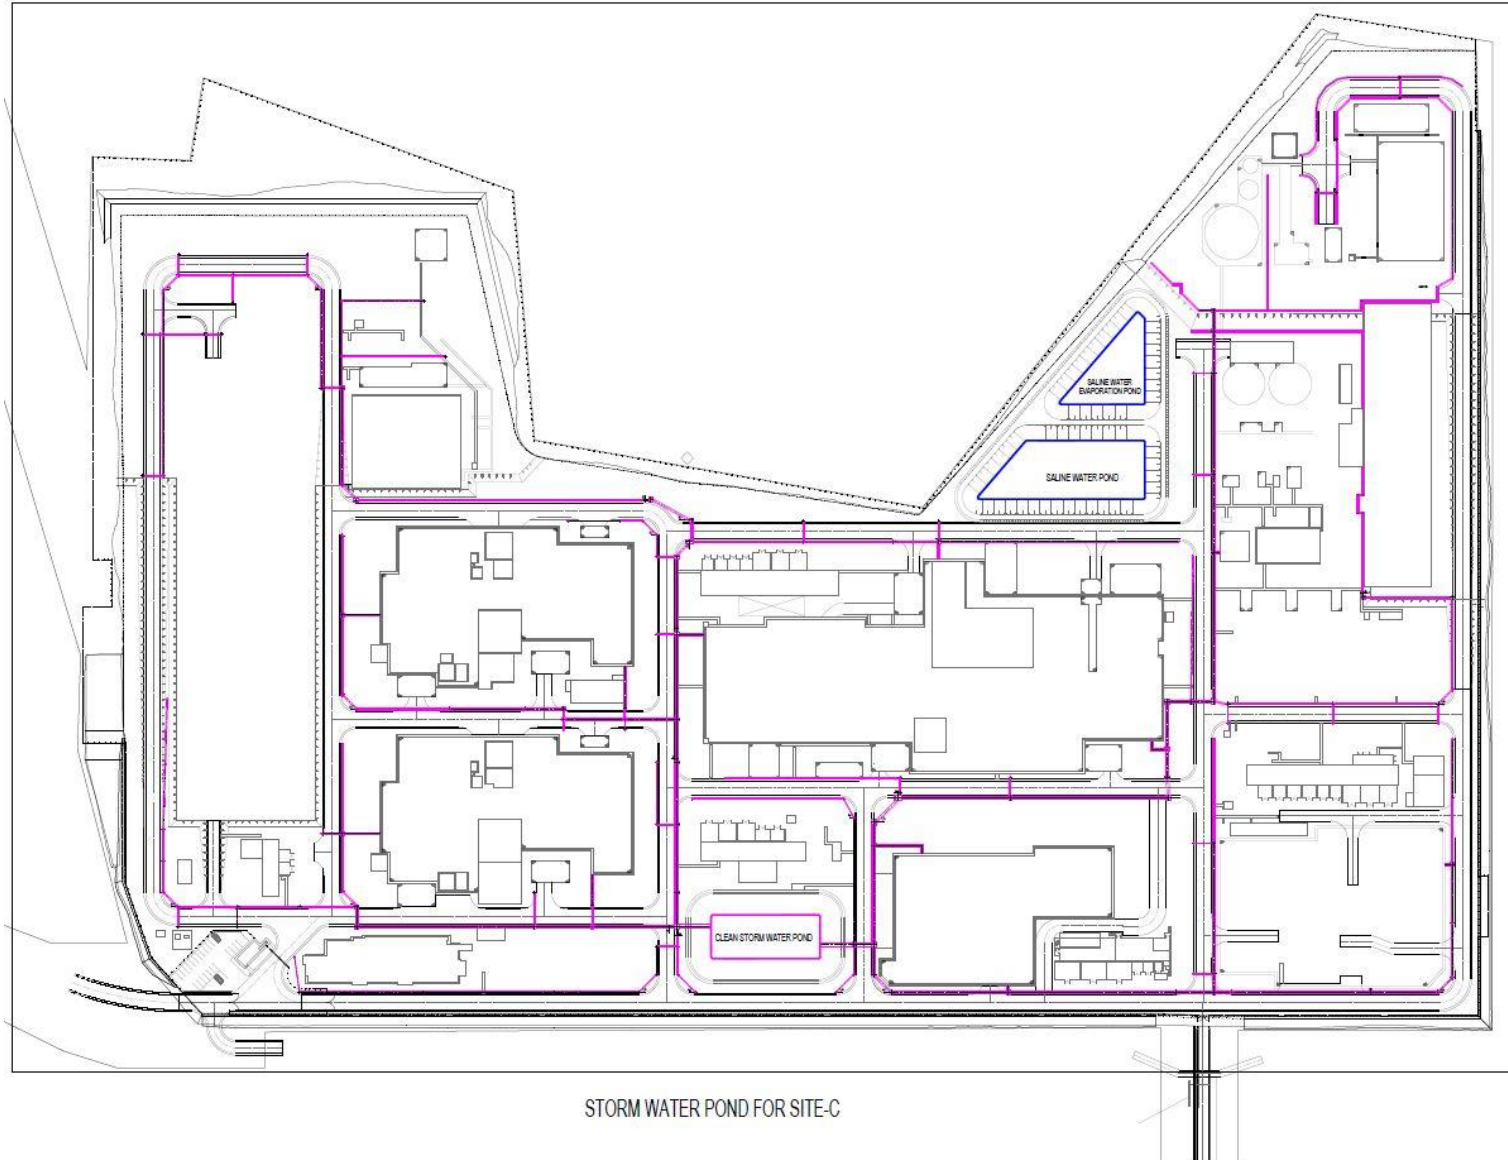 SALINE WATER
EVAPORATION POND
SALINE WATER POND
CLEAN STORM WATER POND
STORM WATER POND FOR SITE-C